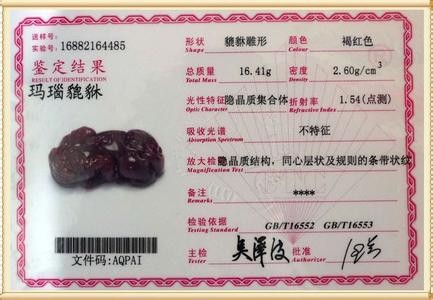 送样号:
实验号: 16882164485
鉴定结果
RESULT OF IDENTIFICATION
玛瑙貔貅
文件码: AQPAI
形状 貔貅雕形 颜色 褐红色
Shape Colour
总质量 16.41g 密度 2.60g/cm³
Total Mass Density
光性特征 隐晶质集合体 折射率 1.54(点测)
Optic Character Refractive Index
吸收光谱 不特征
Absorption Spectrum
放大检验 隐晶质结构，同心层状及规则的条带状纹
Magnification Test
备注 ****
Remarks
检验依据 GB/T16552 GB/T16553
Testing Standard
主检 批准
Tester Authorizer